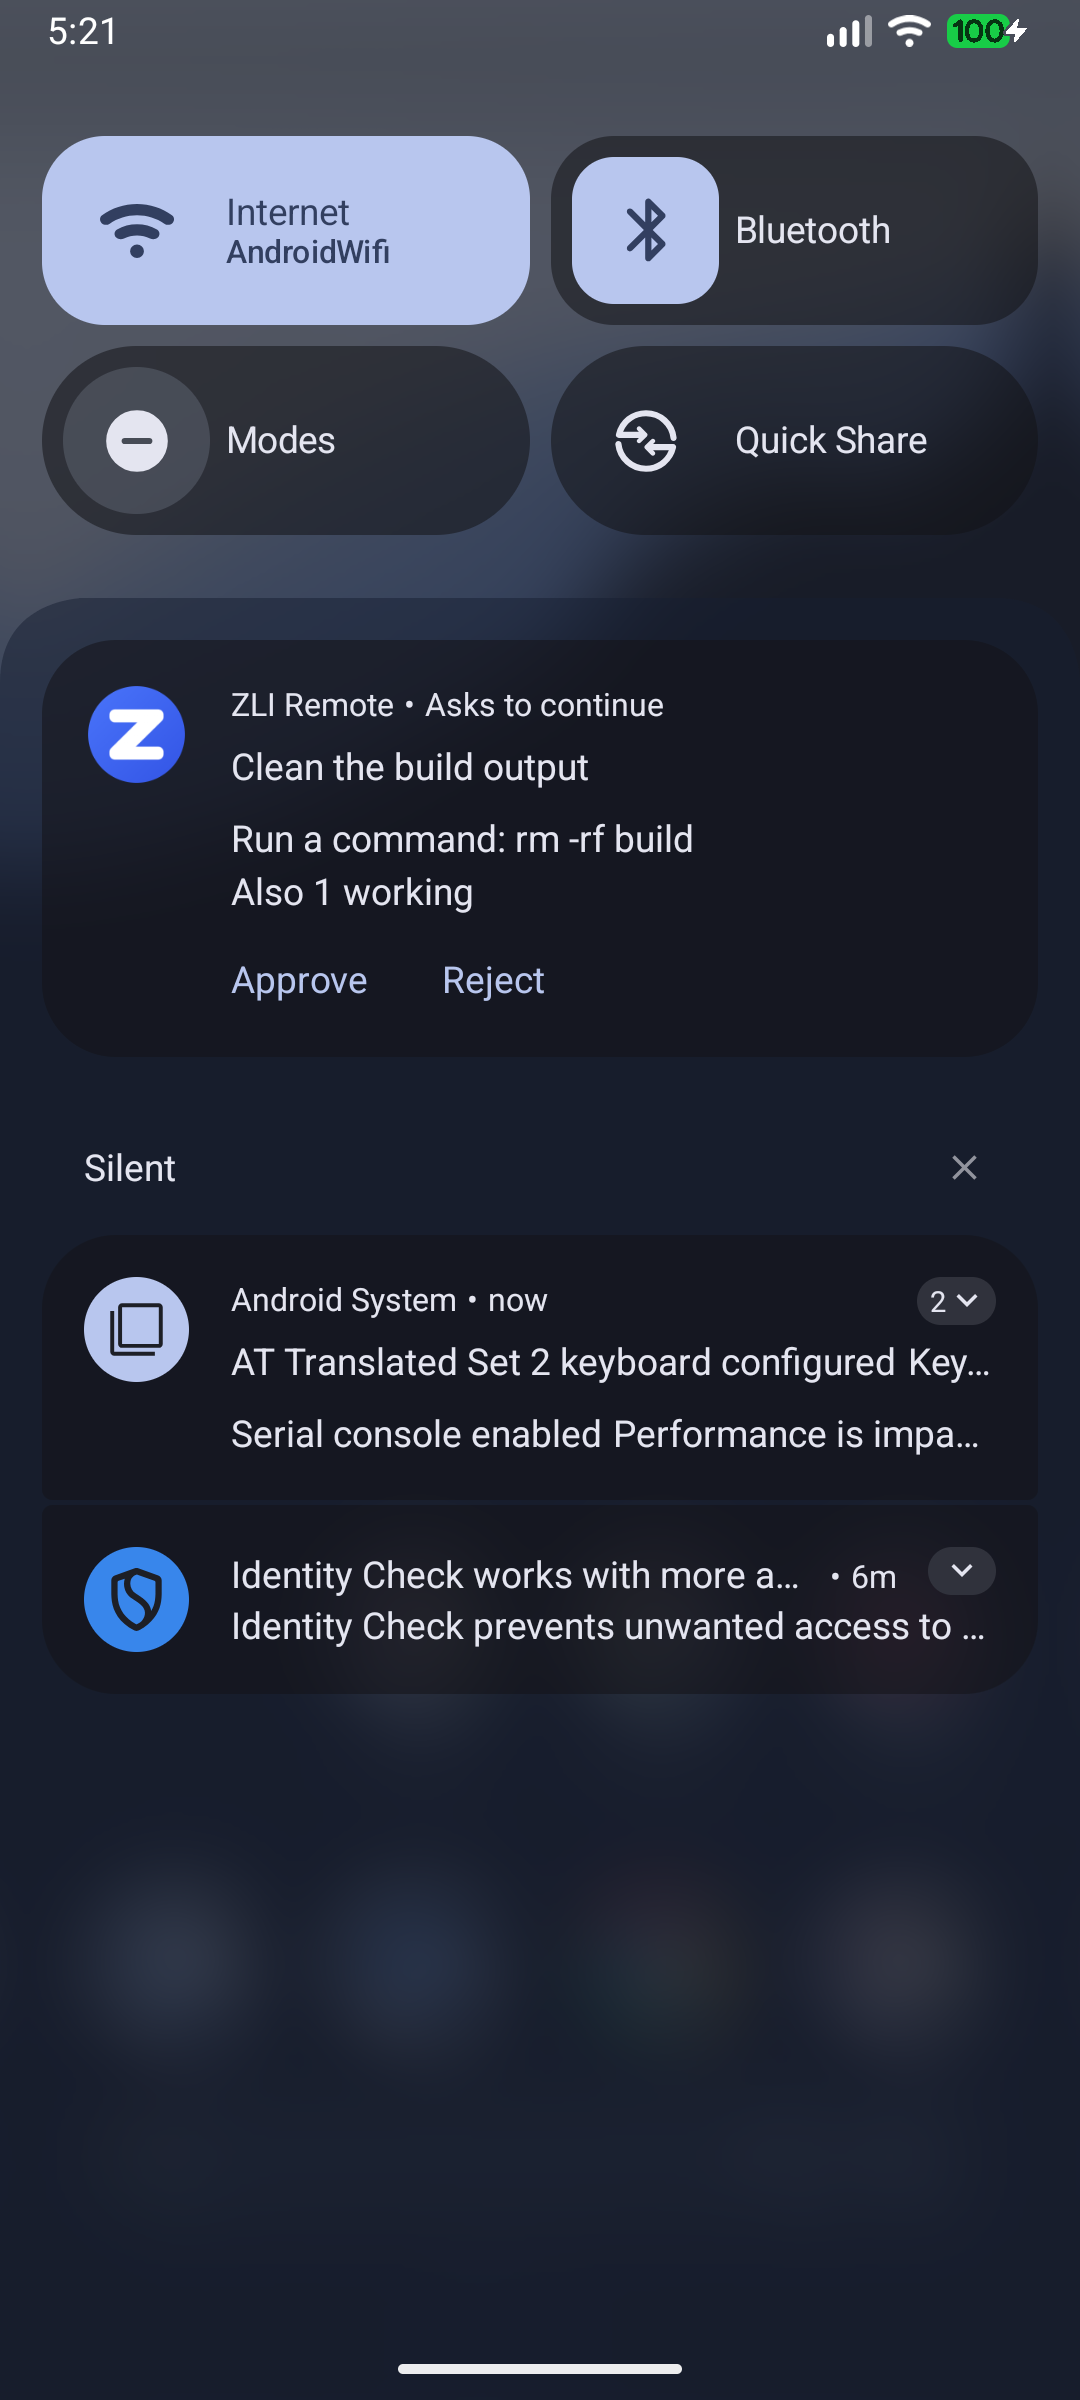 5:21
100
Internet
AndroidWifi
Bluetooth
Modes
Quick Share
ZLI Remote • Asks to continue
Clean the build output
Run a command: rm -rf build
Also 1 working
Approve Reject
Silent
Android System • now
2
AT Translated Set 2 keyboard configured Key…
Serial console enabled Performance is impa…
Identity Check works with more a… • 6m
Identity Check prevents unwanted access to …